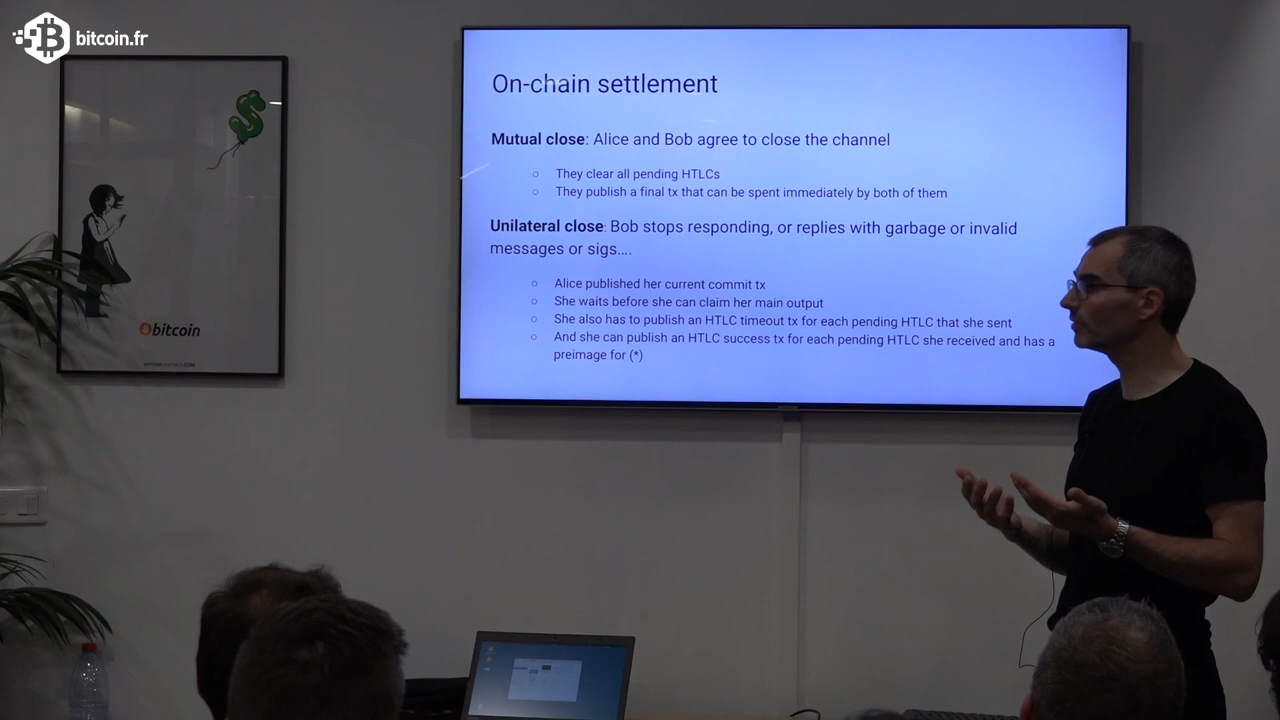 bitcoin.fr
On-chain settlement
Mutual close: Alice and Bob agree to close the channel
○ They clear all pending HTLCs
○ They publish a final tx that can be spent immediately by both of them
Unilateral close: Bob stops responding, or replies with garbage or invalid
messages or sigs....
○ Alice published her current commit tx
○ She waits before she can claim her main output
○ She also has to publish an HTLC timeout tx for each pending HTLC that she sent
○ And she can publish an HTLC success tx for each pending HTLC she received and has a
preimage for (*)
bitcoin